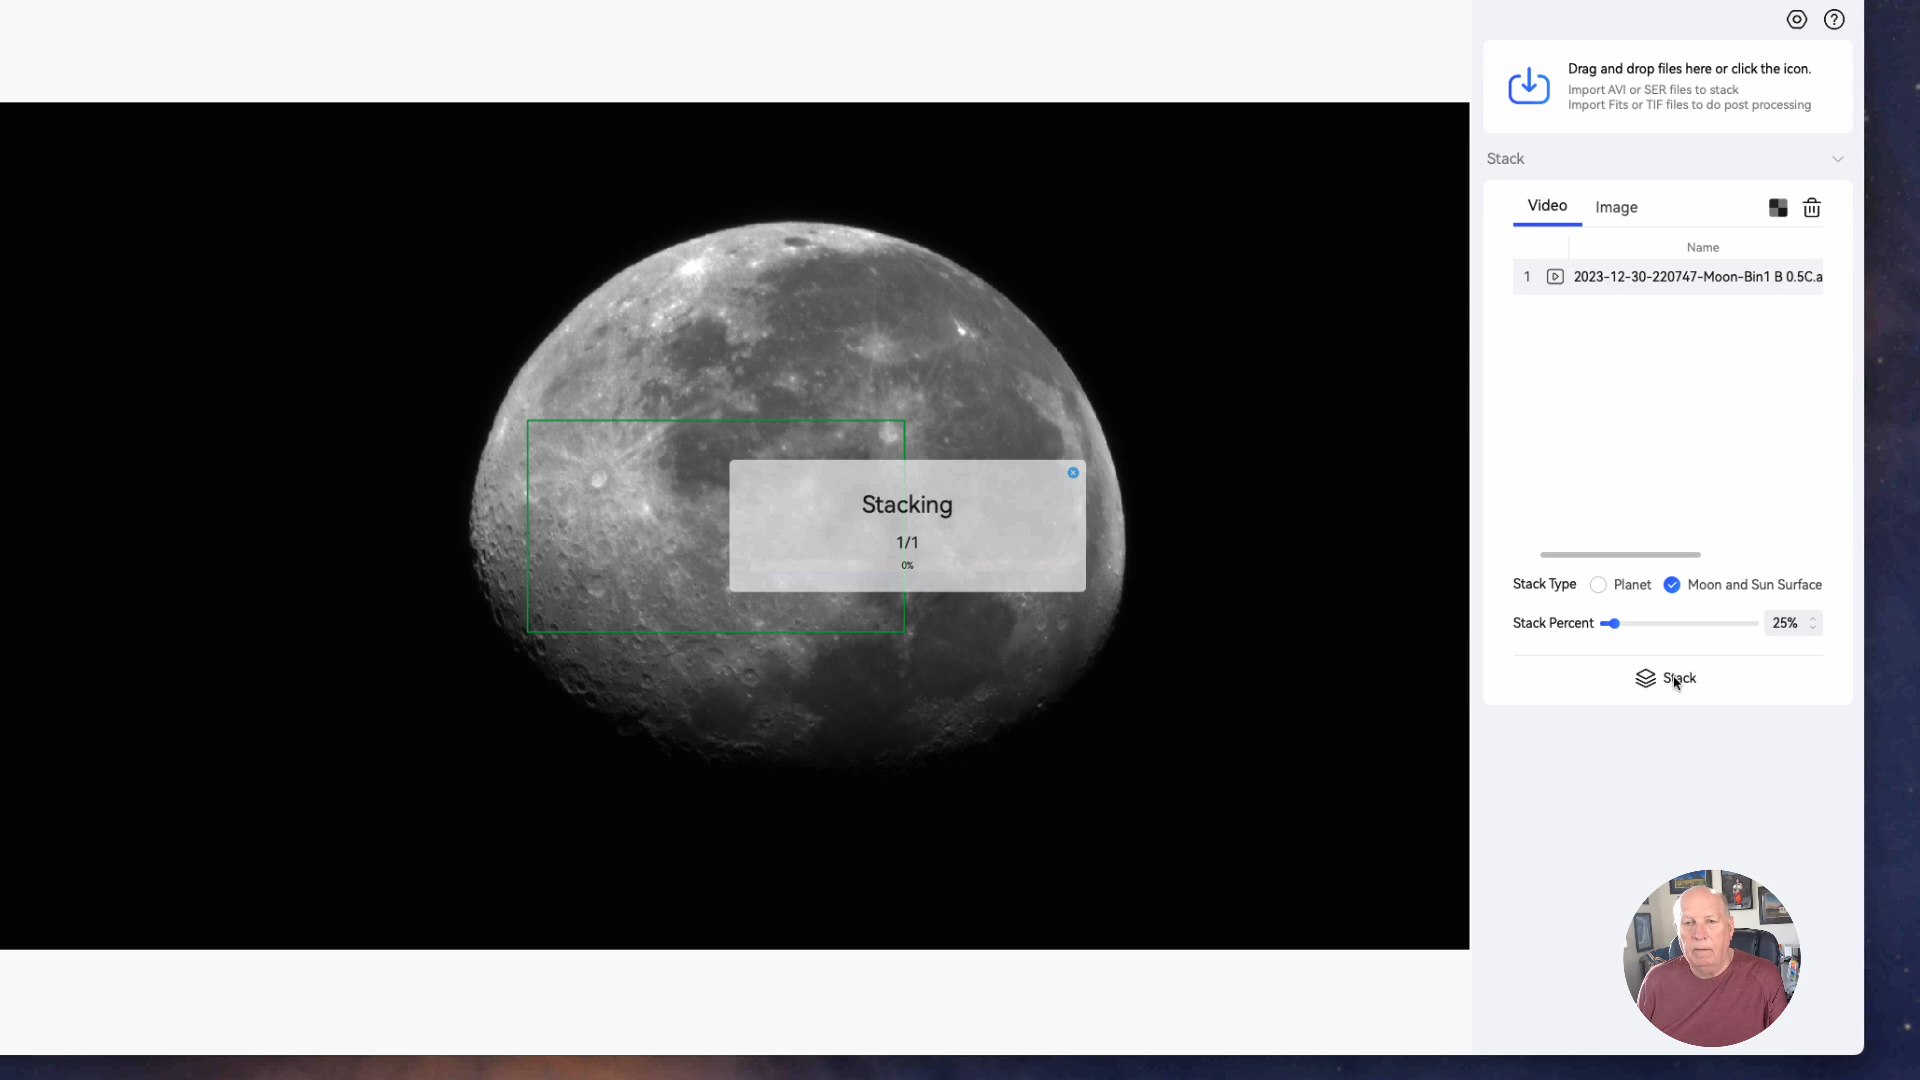 Drag and drop files here or click the icon.
Import AVI or SER files to stack
Import Fits or TIF files to do post processing
Stack
Video
Image
Name
1
2023-12-30-220747-Moon-Bin1 B 0.5C.a
Stacking
1/1
0%
Stack Type
Planet
Moon and Sun Surface
Stack Percent
25%
Stack